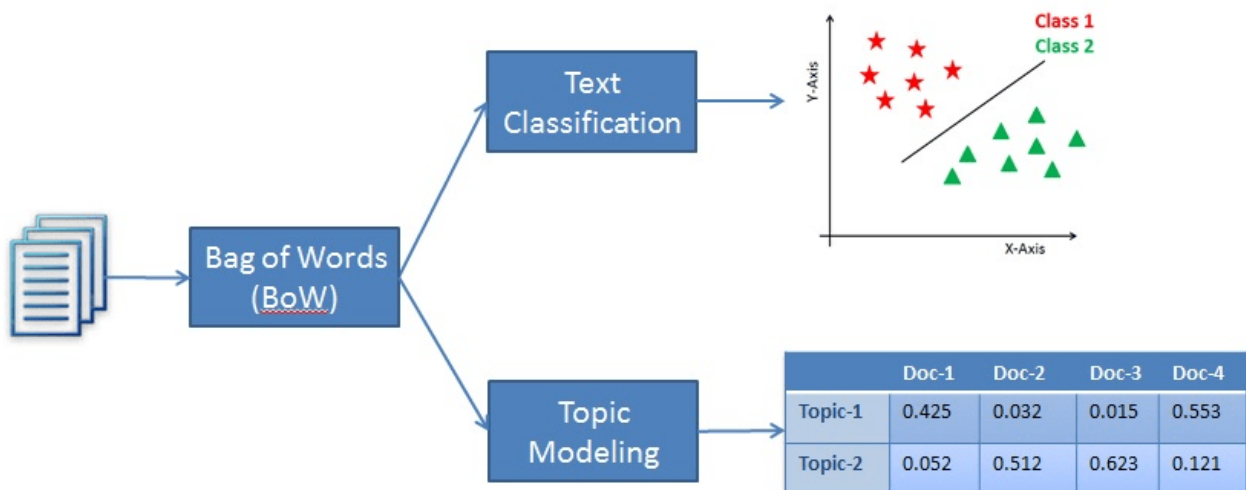 Class 1
Class 2
Y-Axis
X-Axis
Text
Classification
Bag of Words
(BoW)
Topic
Modeling
Doc-1 Doc-2 Doc-3 Doc-4
Topic-1 0.425 0.032 0.015 0.553
Topic-2 0.052 0.512 0.623 0.121